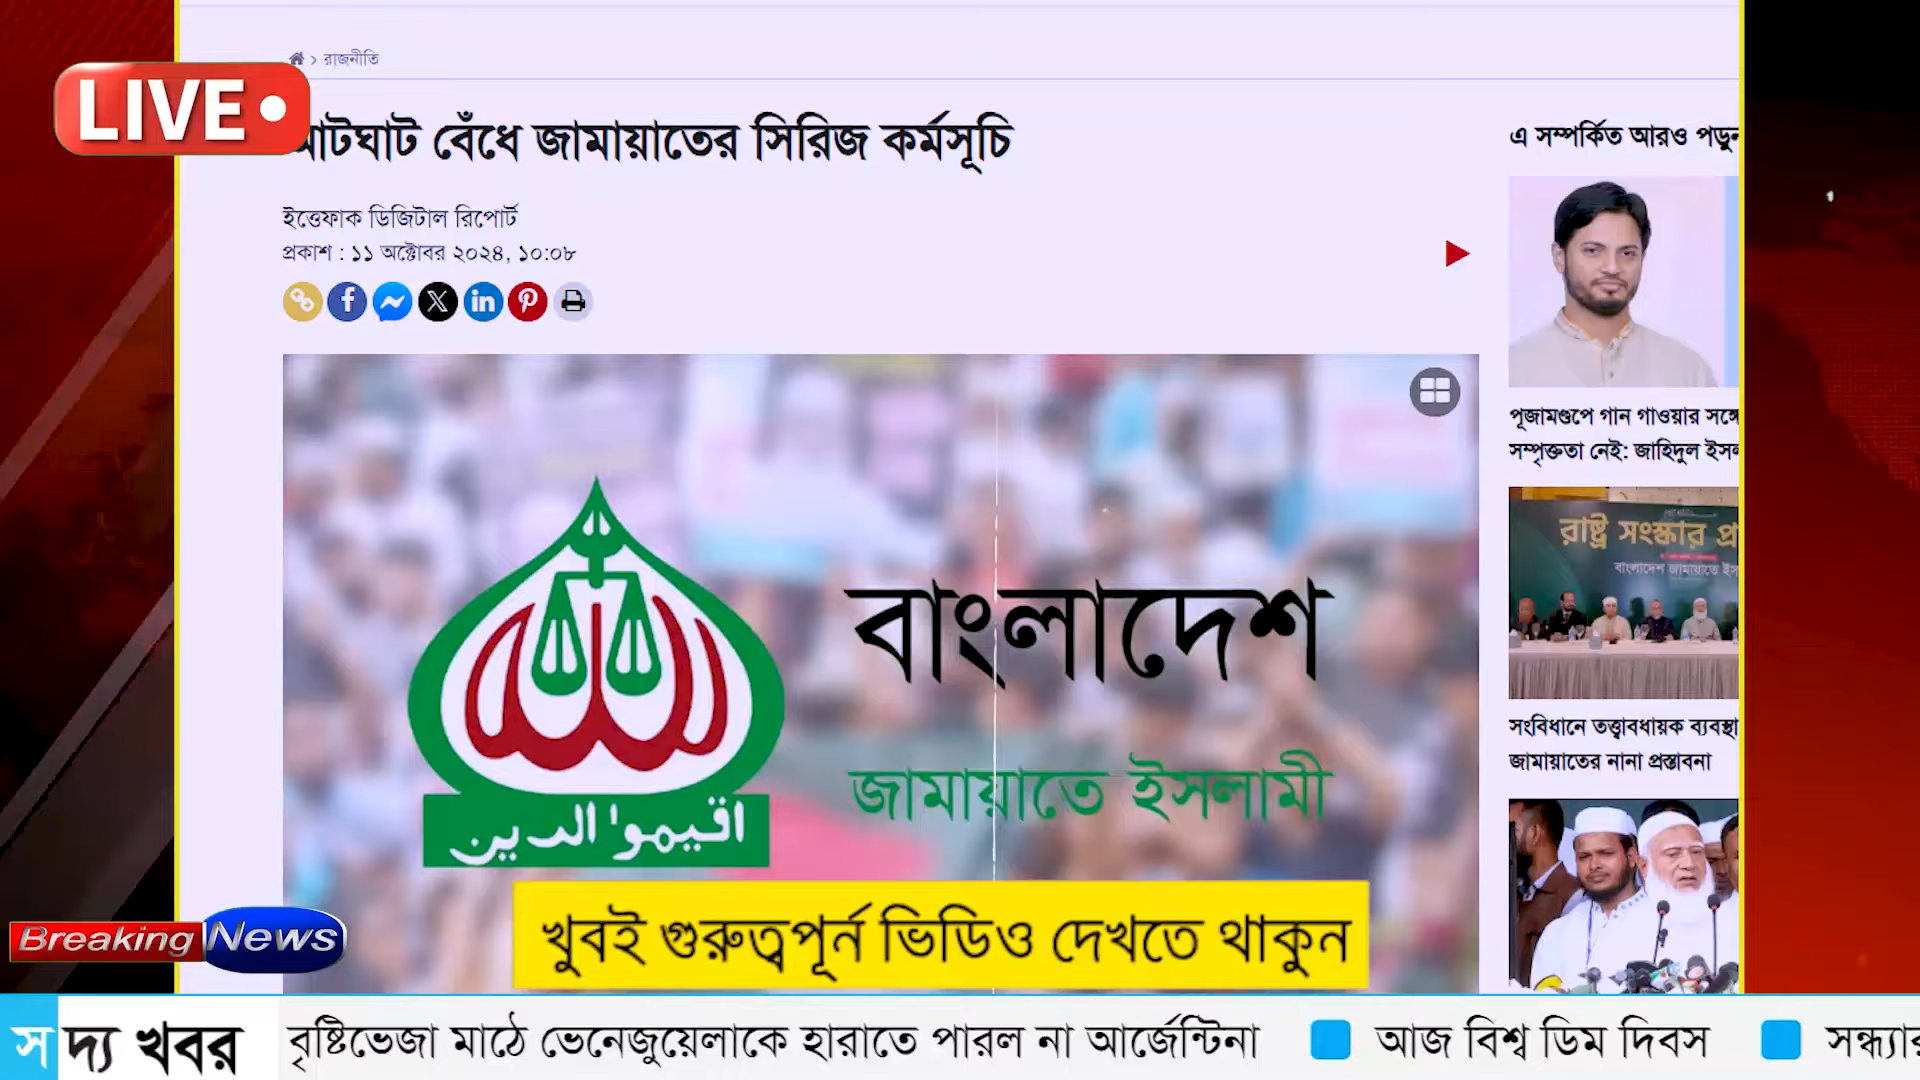 রাজনীতি
LIVE
আটঘাট বেঁধে জামায়াতের সিরিজ কর্মসূচি
ইত্তেফাক ডিজিটাল রিপোর্ট
প্রকাশ : ১১ অক্টোবর ২০২৪, ১০:০৮
বাংলাদেশ
জামায়াতে ইসলামী
اقيموا الدين
এ সম্পর্কিত আরও পড়ুন
পূজামণ্ডপে গান গাওয়ার সঙ্গে
সম্পৃক্ততা নেই: জাহিদুল ইসল
রাষ্ট্র সংস্কার প্র
বাংলাদেশ জামায়াতে ইস
সংবিধানে তত্ত্বাবধায়ক ব্যবস্থা
জামায়াতের নানা প্রস্তাবনা
খুবই গুরুত্বপূর্ন ভিডিও দেখতে থাকুন
Breaking News
সদ্য খবর
বৃষ্টিভেজা মাঠে ভেনেজুয়েলাকে হারাতে পারল না আর্জেন্টিনা আজ বিশ্ব ডিম দিবস সন্ধ্যার